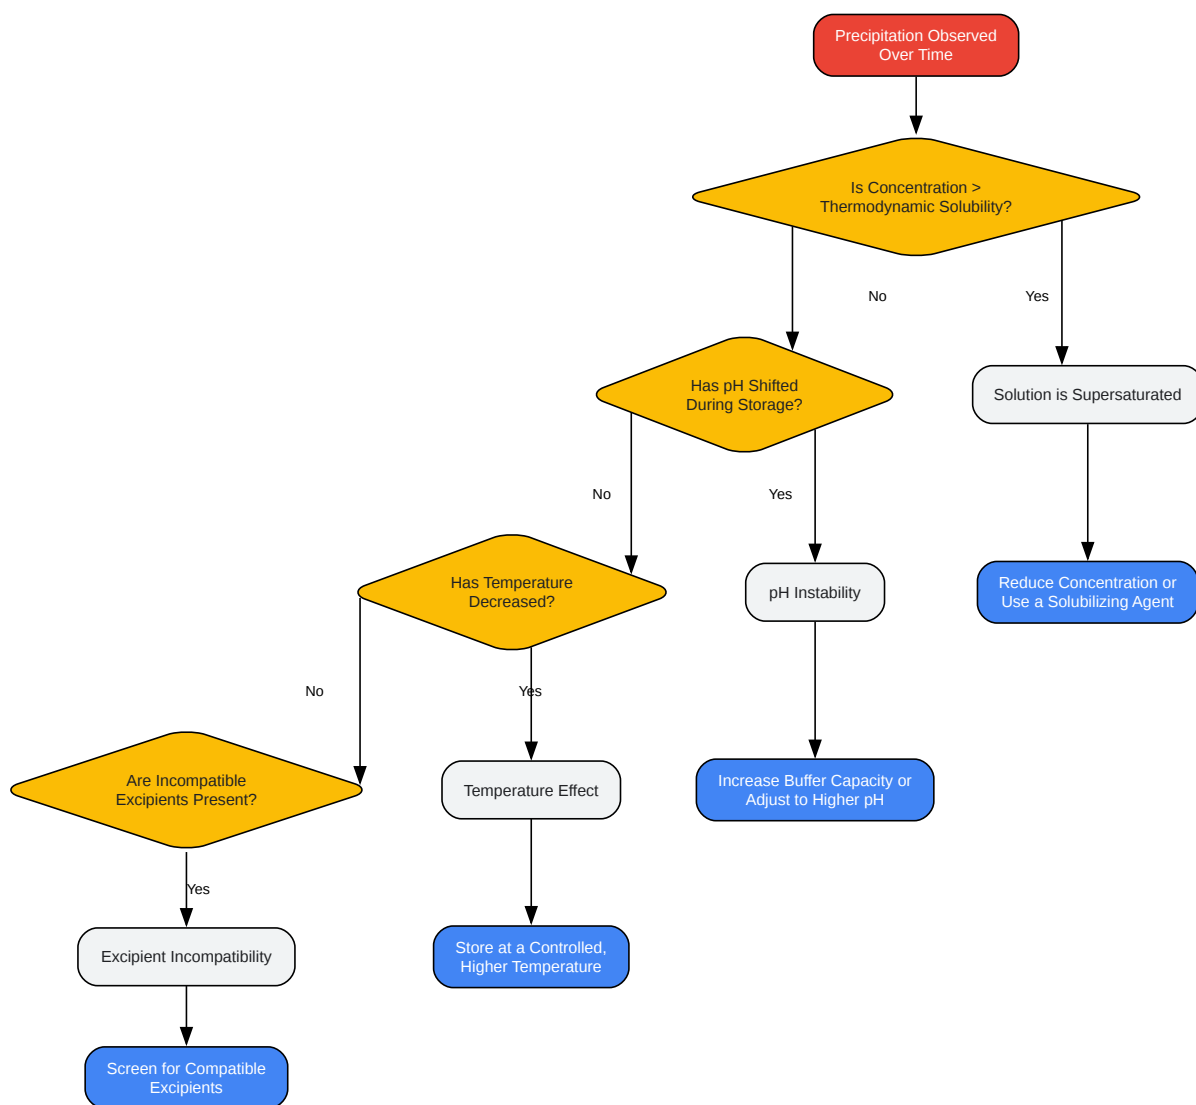 Precipitation Observed
Over Time
Is Concentration >
Thermodynamic Solubility?
No
Yes
Has pH Shifted
During Storage?
Solution is Supersaturated
No
Yes
Has Temperature
Decreased?
pH Instability
Reduce Concentration or
Use a Solubilizing Agent
No
Yes
Are Incompatible
Excipients Present?
Temperature Effect
Increase Buffer Capacity or
Adjust to Higher pH
Yes
Excipient Incompatibility
Store at a Controlled,
Higher Temperature
Screen for Compatible
Excipients